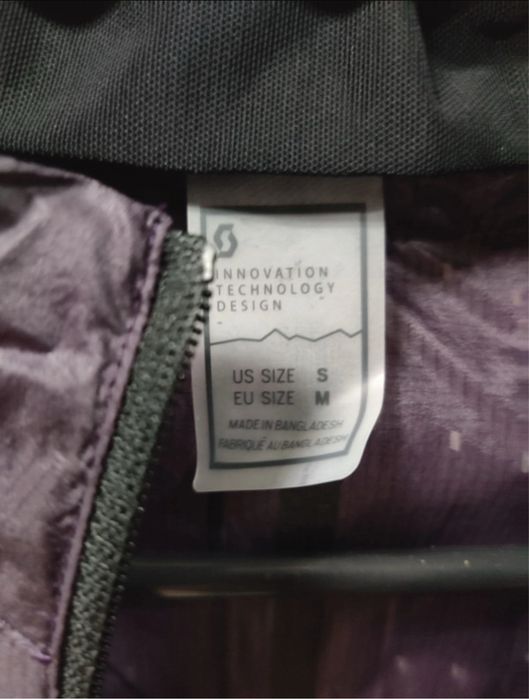 INNOVATION
TECHNOLOGY
DESIGN
US SIZE S
EU SIZE M
MADE IN BANGLADESH
FABRIQUÉ AU BANGLADESH